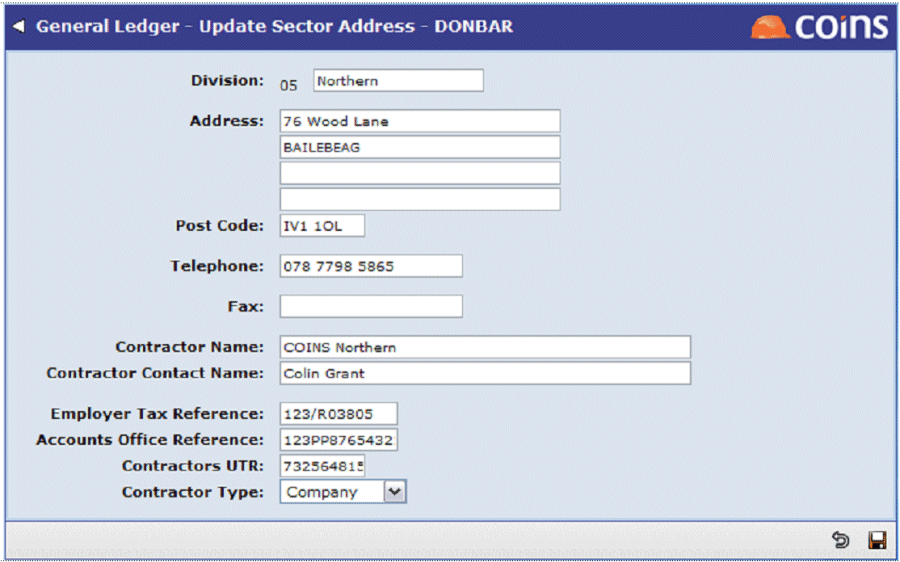 General Ledger - Update Sector Address - DONBAR
coins
Division: 05 Northern
Address: 76 Wood Lane
BAILEBEAG
Post Code: IV1 1OL
Telephone: 078 7798 5865
Fax:
Contractor Name: COINS Northern
Contractor Contact Name: Colin Grant
Employer Tax Reference: 123/R03805
Accounts Office Reference: 123PP8765432
Contractors UTR: 732564815
Contractor Type: Company